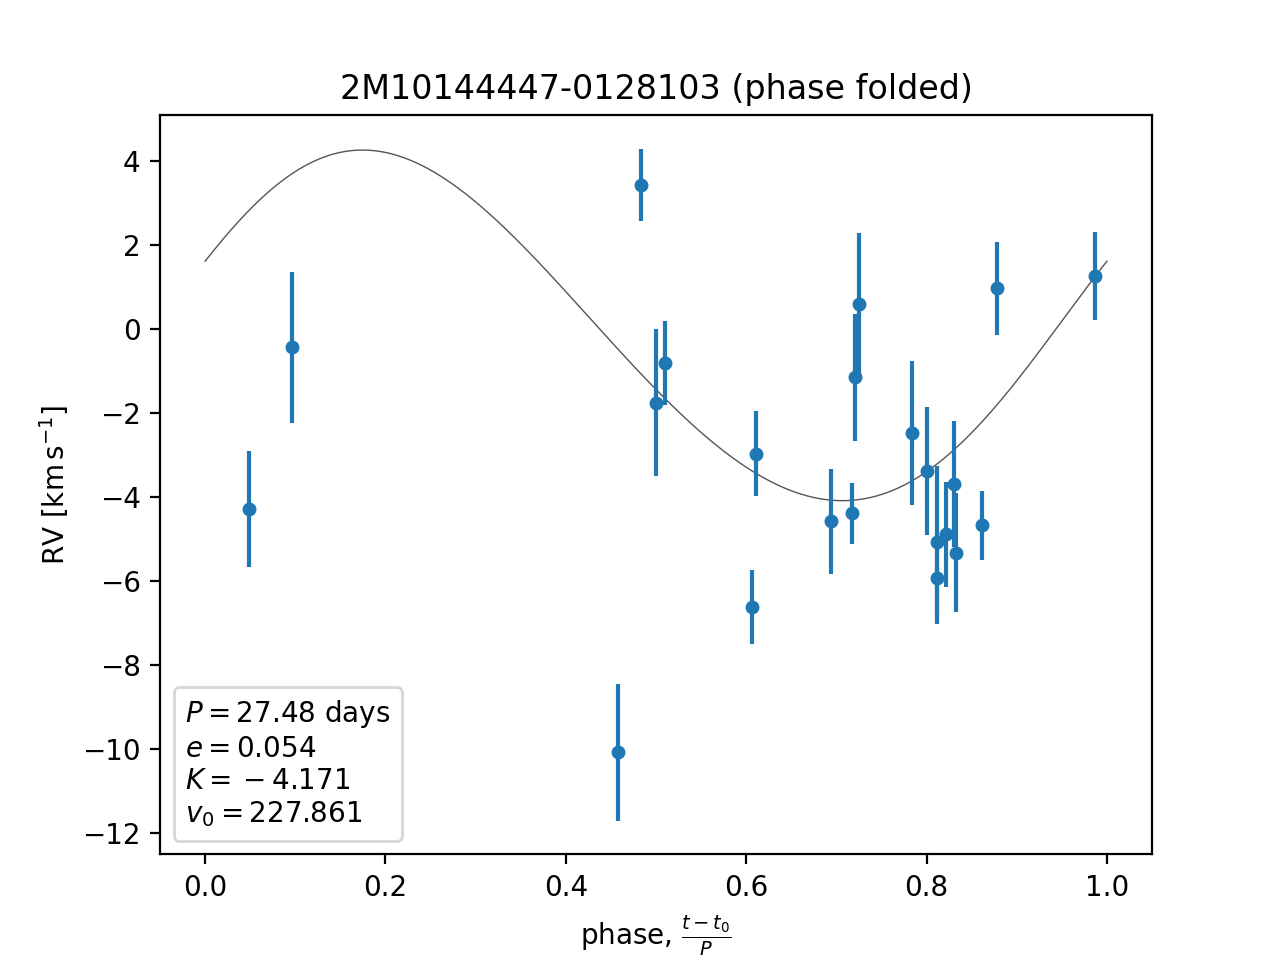 2M10144447-0128103 (phase folded)
RV [km s⁻¹]
4
2
0
−2
−4
−6
−8
−10
−12
P = 27.48 days
e = 0.054
K = −4.171
v₀ = 227.861
0.0 0.2 0.4 0.6 0.8 1.0
phase, (t − t₀)/P